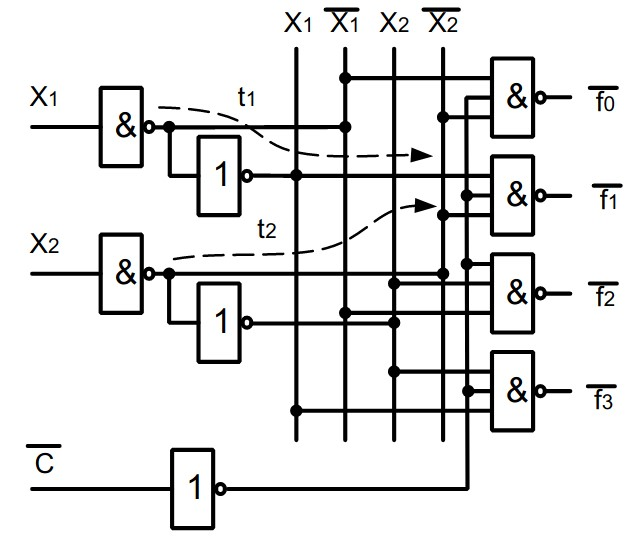 X1 X̅1̅ X2 X̅2̅
X1
&
t1
1
X2
&
t2
1
C̅
1
& f̅0̅
& f̅1̅
& f̅2̅
& f̅3̅